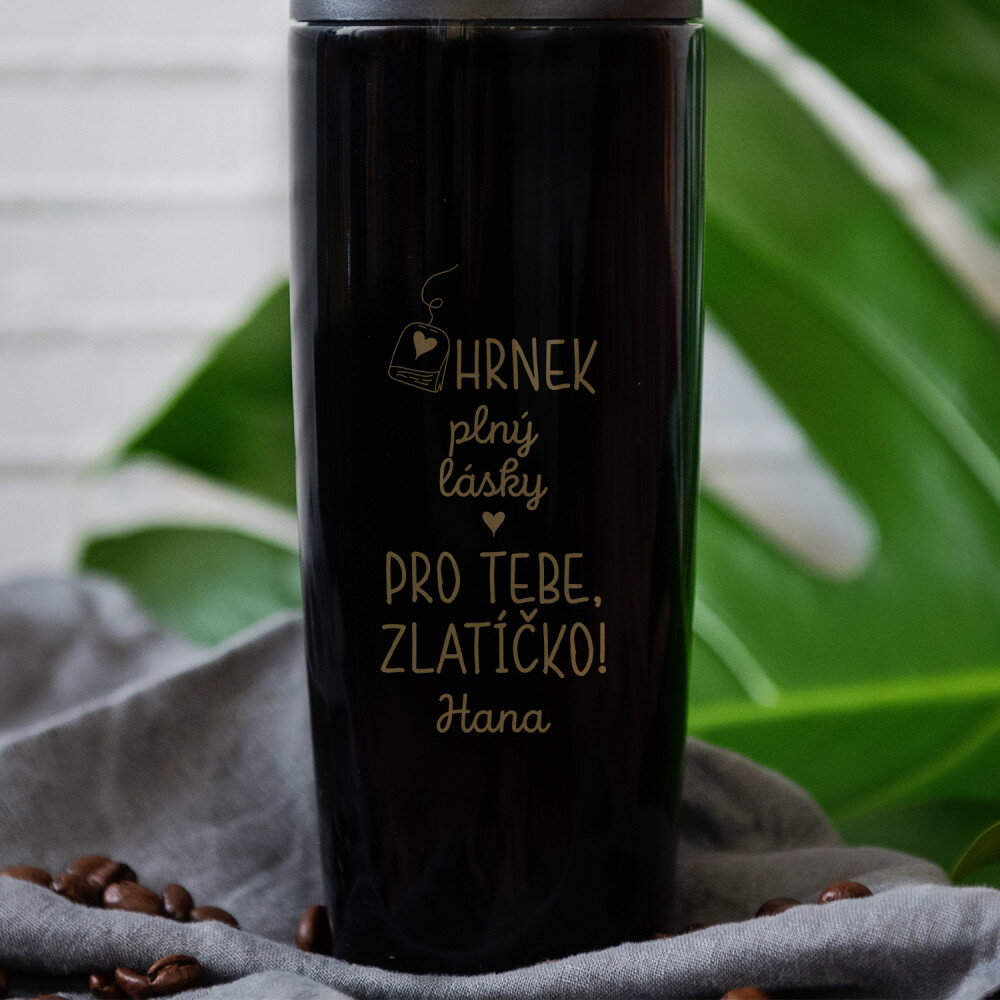 HRNEK
plný
lásky
PRO TEBE,
ZLATÍČKO!
Hana